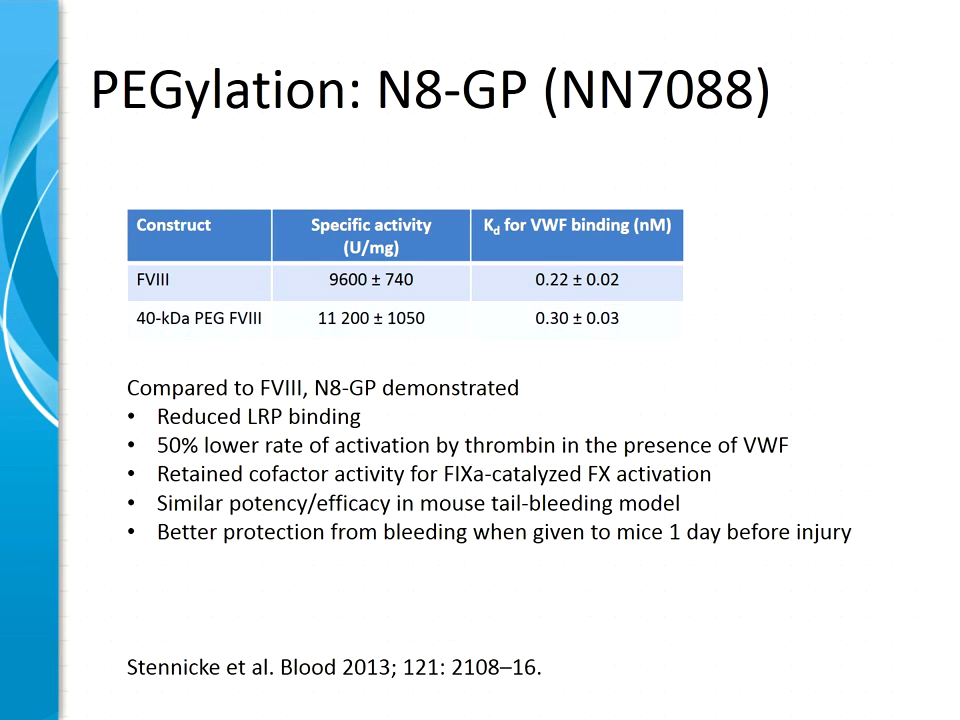 PEGylation: N8-GP (NN7088)
Construct
Specific activity
(U/mg)
Kd for VWF binding (nM)
FVIII
9600 ± 740
0.22 ± 0.02
40-kDa PEG FVIII
11 200 ± 1050
0.30 ± 0.03
Compared to FVIII, N8-GP demonstrated
• Reduced LRP binding
• 50% lower rate of activation by thrombin in the presence of VWF
• Retained cofactor activity for FIXa-catalyzed FX activation
• Similar potency/efficacy in mouse tail-bleeding model
• Better protection from bleeding when given to mice 1 day before injury
Stennicke et al. Blood 2013; 121: 2108–16.